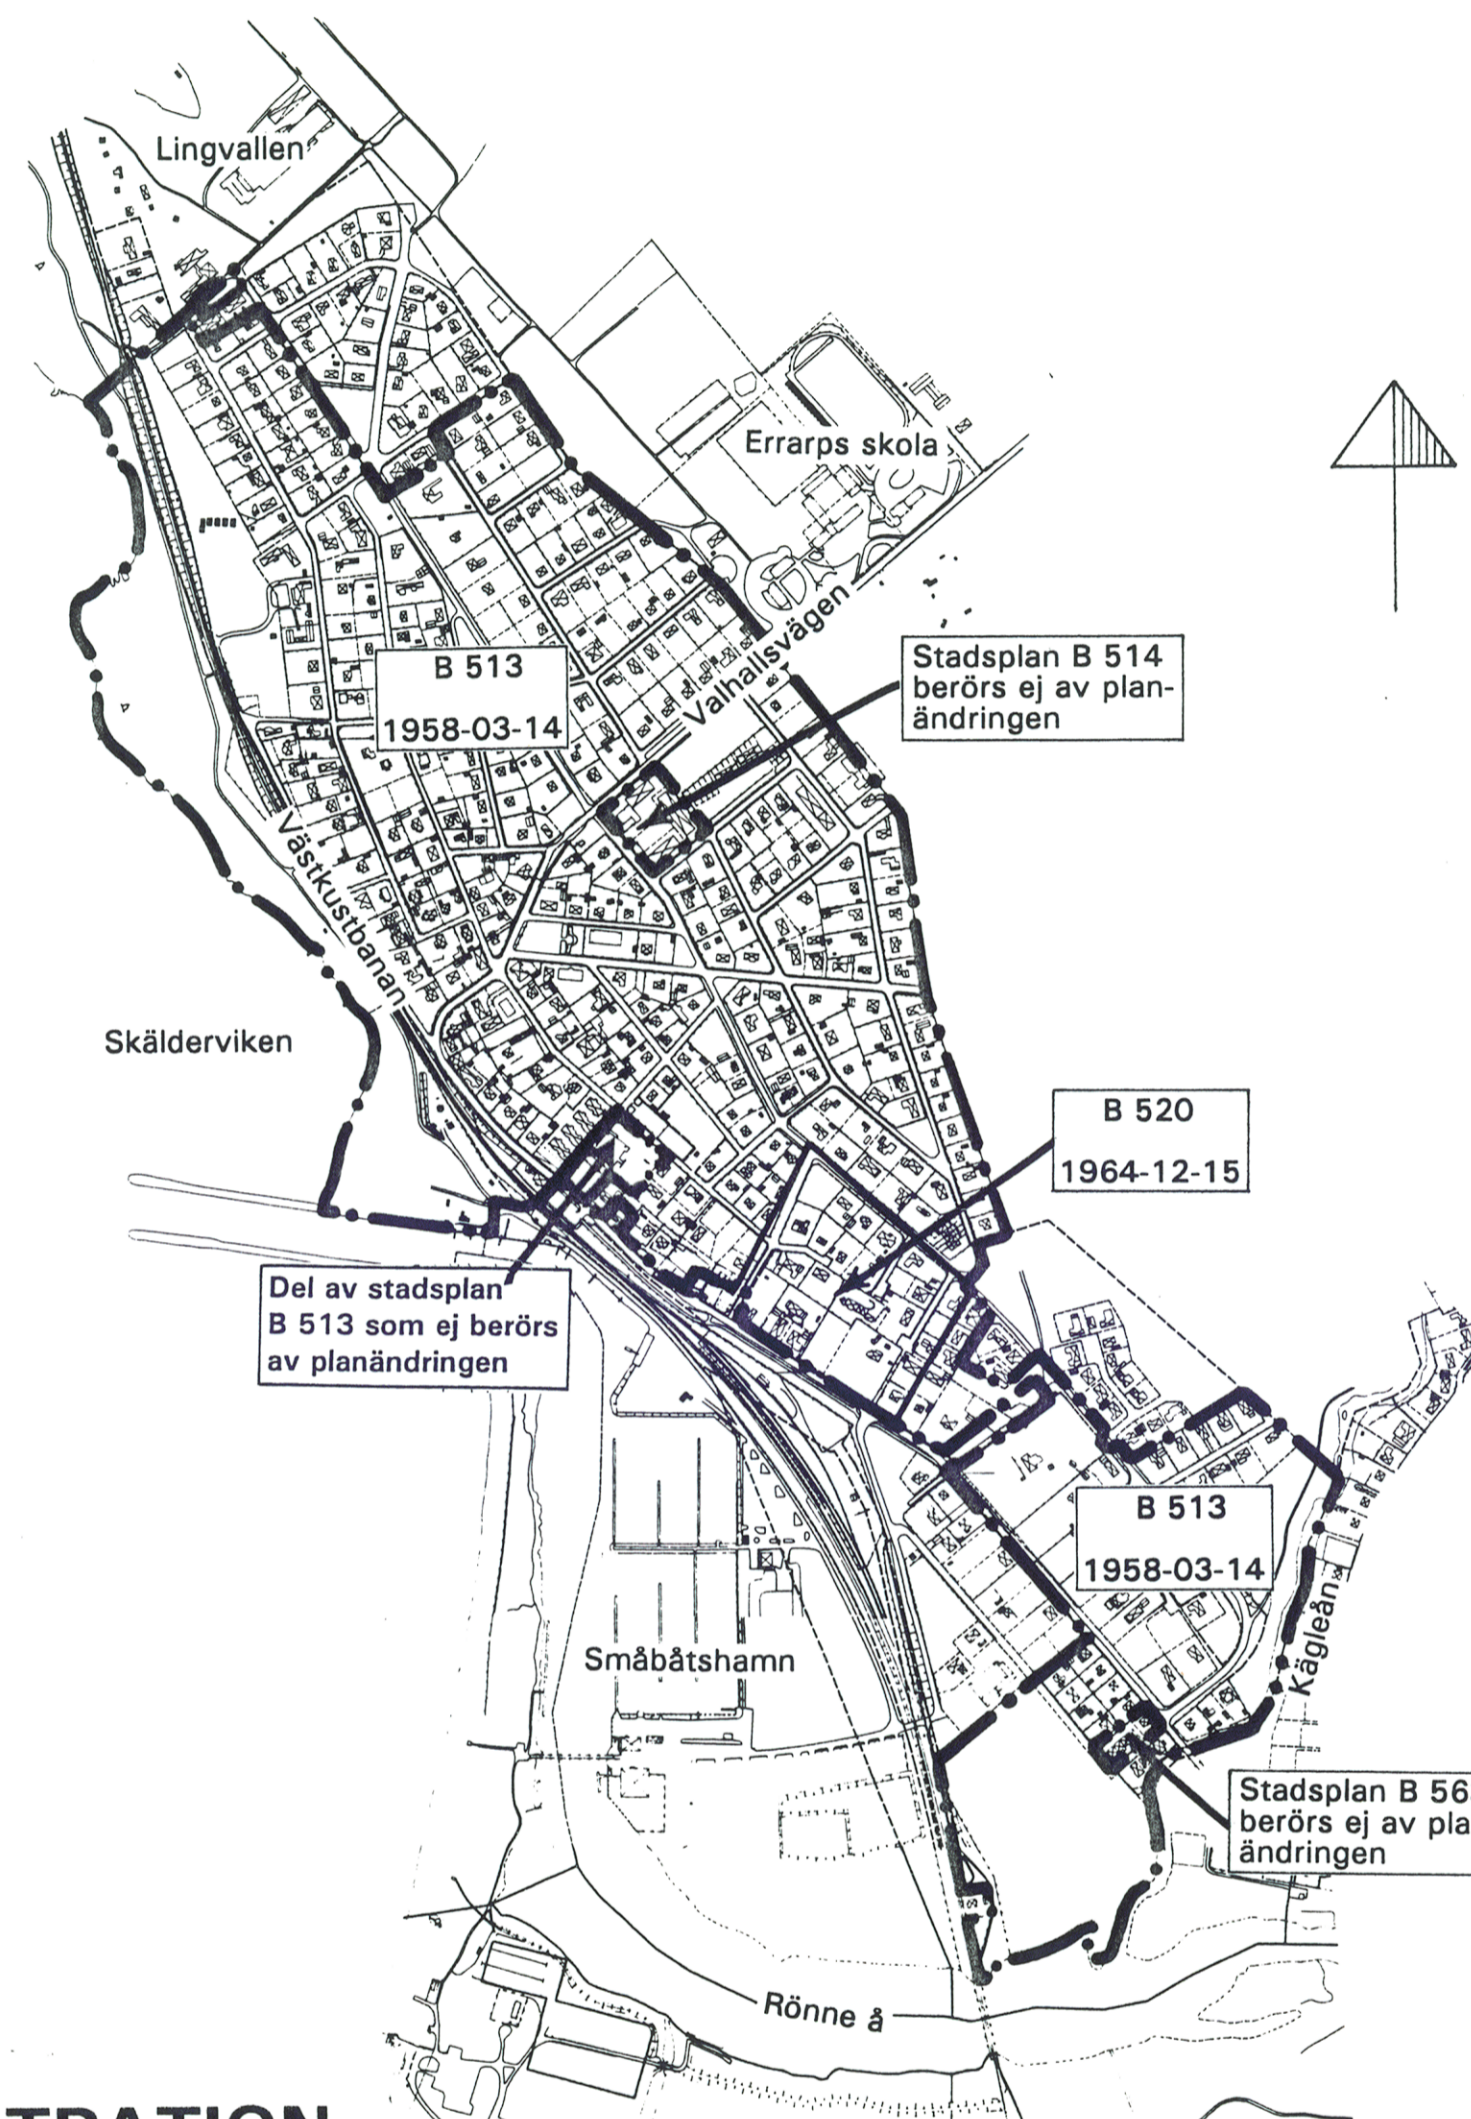 Lingvallen
Errarps skola
Valhallsvägen
B 513
1958-03-14
Stadsplan B 514
berörs ej av plan-
ändringen
Västkustbanan
Skälderviken
B 520
1964-12-15
Del av stadsplan
B 513 som ej berörs
av planändringen
B 513
1958-03-14
Småbåtshamn
Kägleån
Stadsplan B 56
berörs ej av pla
ändringen
Rönne å
TRATION